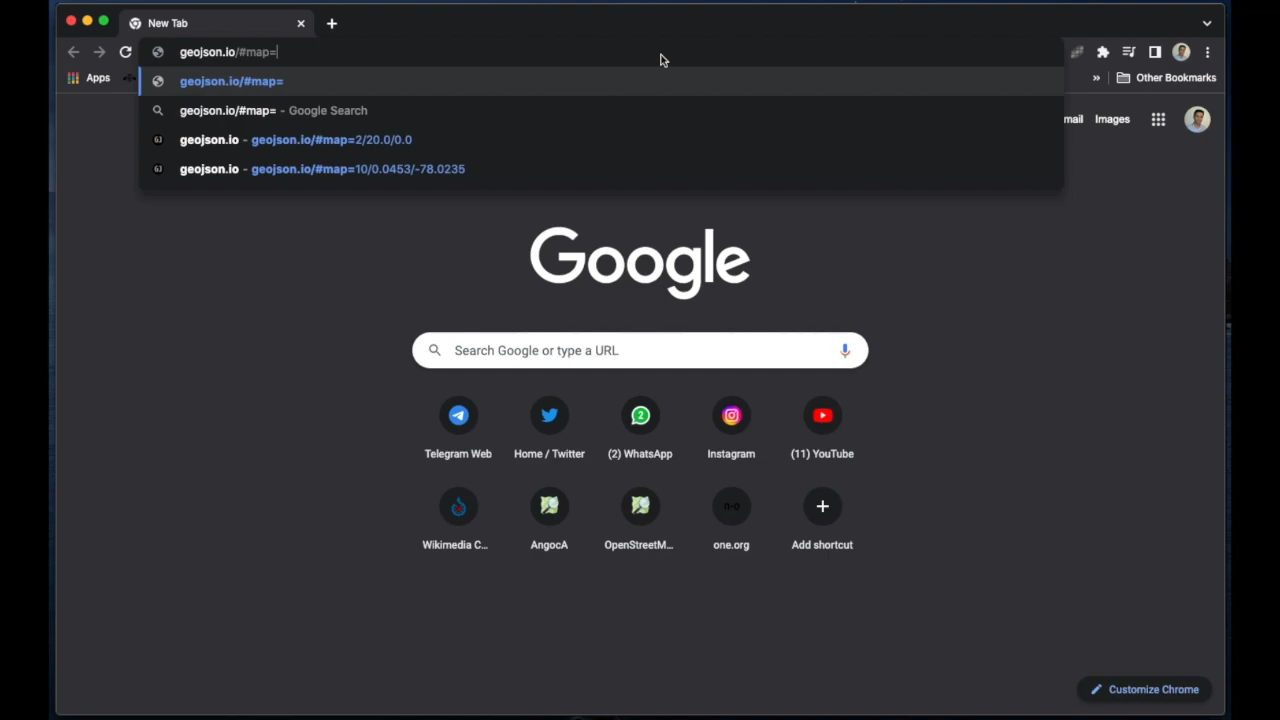 New Tab
geojson.io/#map=
geojson.io/#map=
geojson.io/#map= - Google Search
geojson.io - geojson.io/#map=2/20.0/0.0
geojson.io - geojson.io/#map=10/0.0453/-78.0235
Apps
» Other Bookmarks
mail Images
Google
Search Google or type a URL
Telegram Web Home / Twitter (2) WhatsApp Instagram (11) YouTube
2
Wikimedia C... AngocA OpenStreetM... one.org Add shortcut
n-o
Customize Chrome